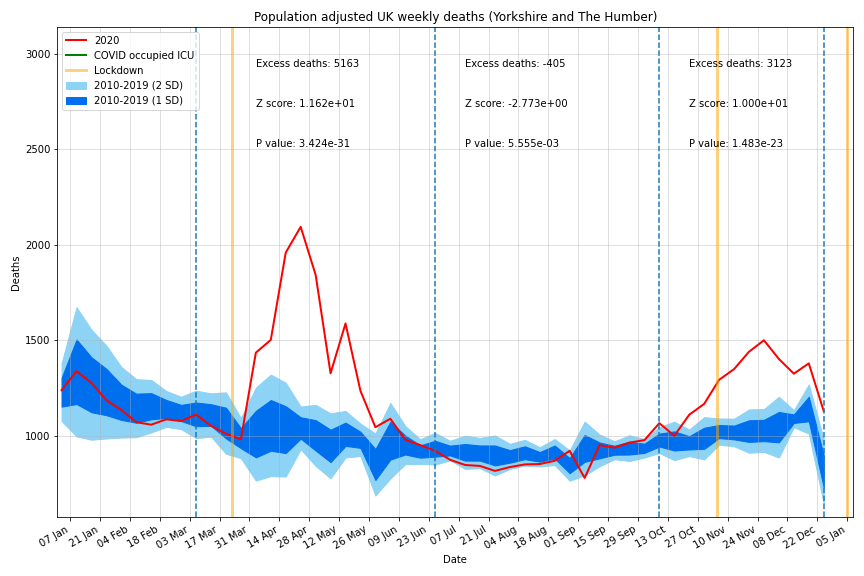 Population adjusted UK weekly deaths (Yorkshire and The Humber)
2020
COVID occupied ICU
Lockdown
2010-2019 (2 SD)
2010-2019 (1 SD)
Excess deaths: 5163
Excess deaths: -405
Excess deaths: 3123
Z score: 1.162e+01
Z score: -2.773e+00
Z score: 1.000e+01
P value: 3.424e-31
P value: 5.555e-03
P value: 1.483e-23
3000
2500
2000
1500
1000
Deaths
07 Jan
21 Jan
04 Feb
18 Feb
03 Mar
17 Mar
31 Mar
14 Apr
28 Apr
12 May
26 May
09 Jun
23 Jun
07 Jul
21 Jul
04 Aug
18 Aug
01 Sep
15 Sep
29 Sep
13 Oct
27 Oct
10 Nov
24 Nov
08 Dec
22 Dec
05 Jan
Date